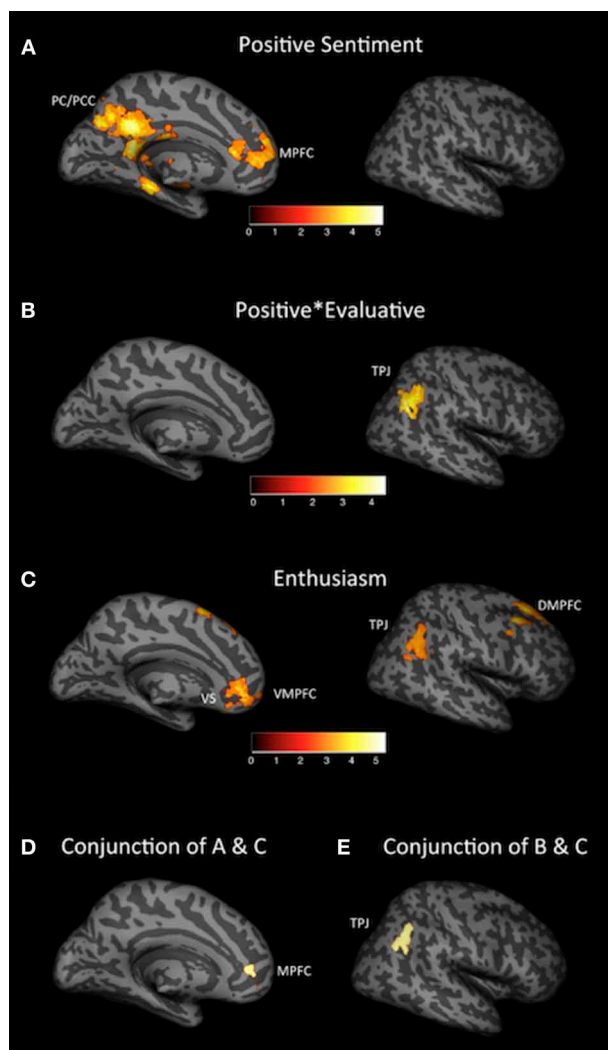 A
Positive Sentiment
PC/PCC
MPFC
0 1 2 3 4 5
B
Positive*Evaluative
TPJ
0 1 2 3 4
C
Enthusiasm
DMPFC
TPJ
VS
VMPFC
0 1 2 3 4 5
D Conjunction of A & C
E Conjunction of B & C
TPJ
MPFC